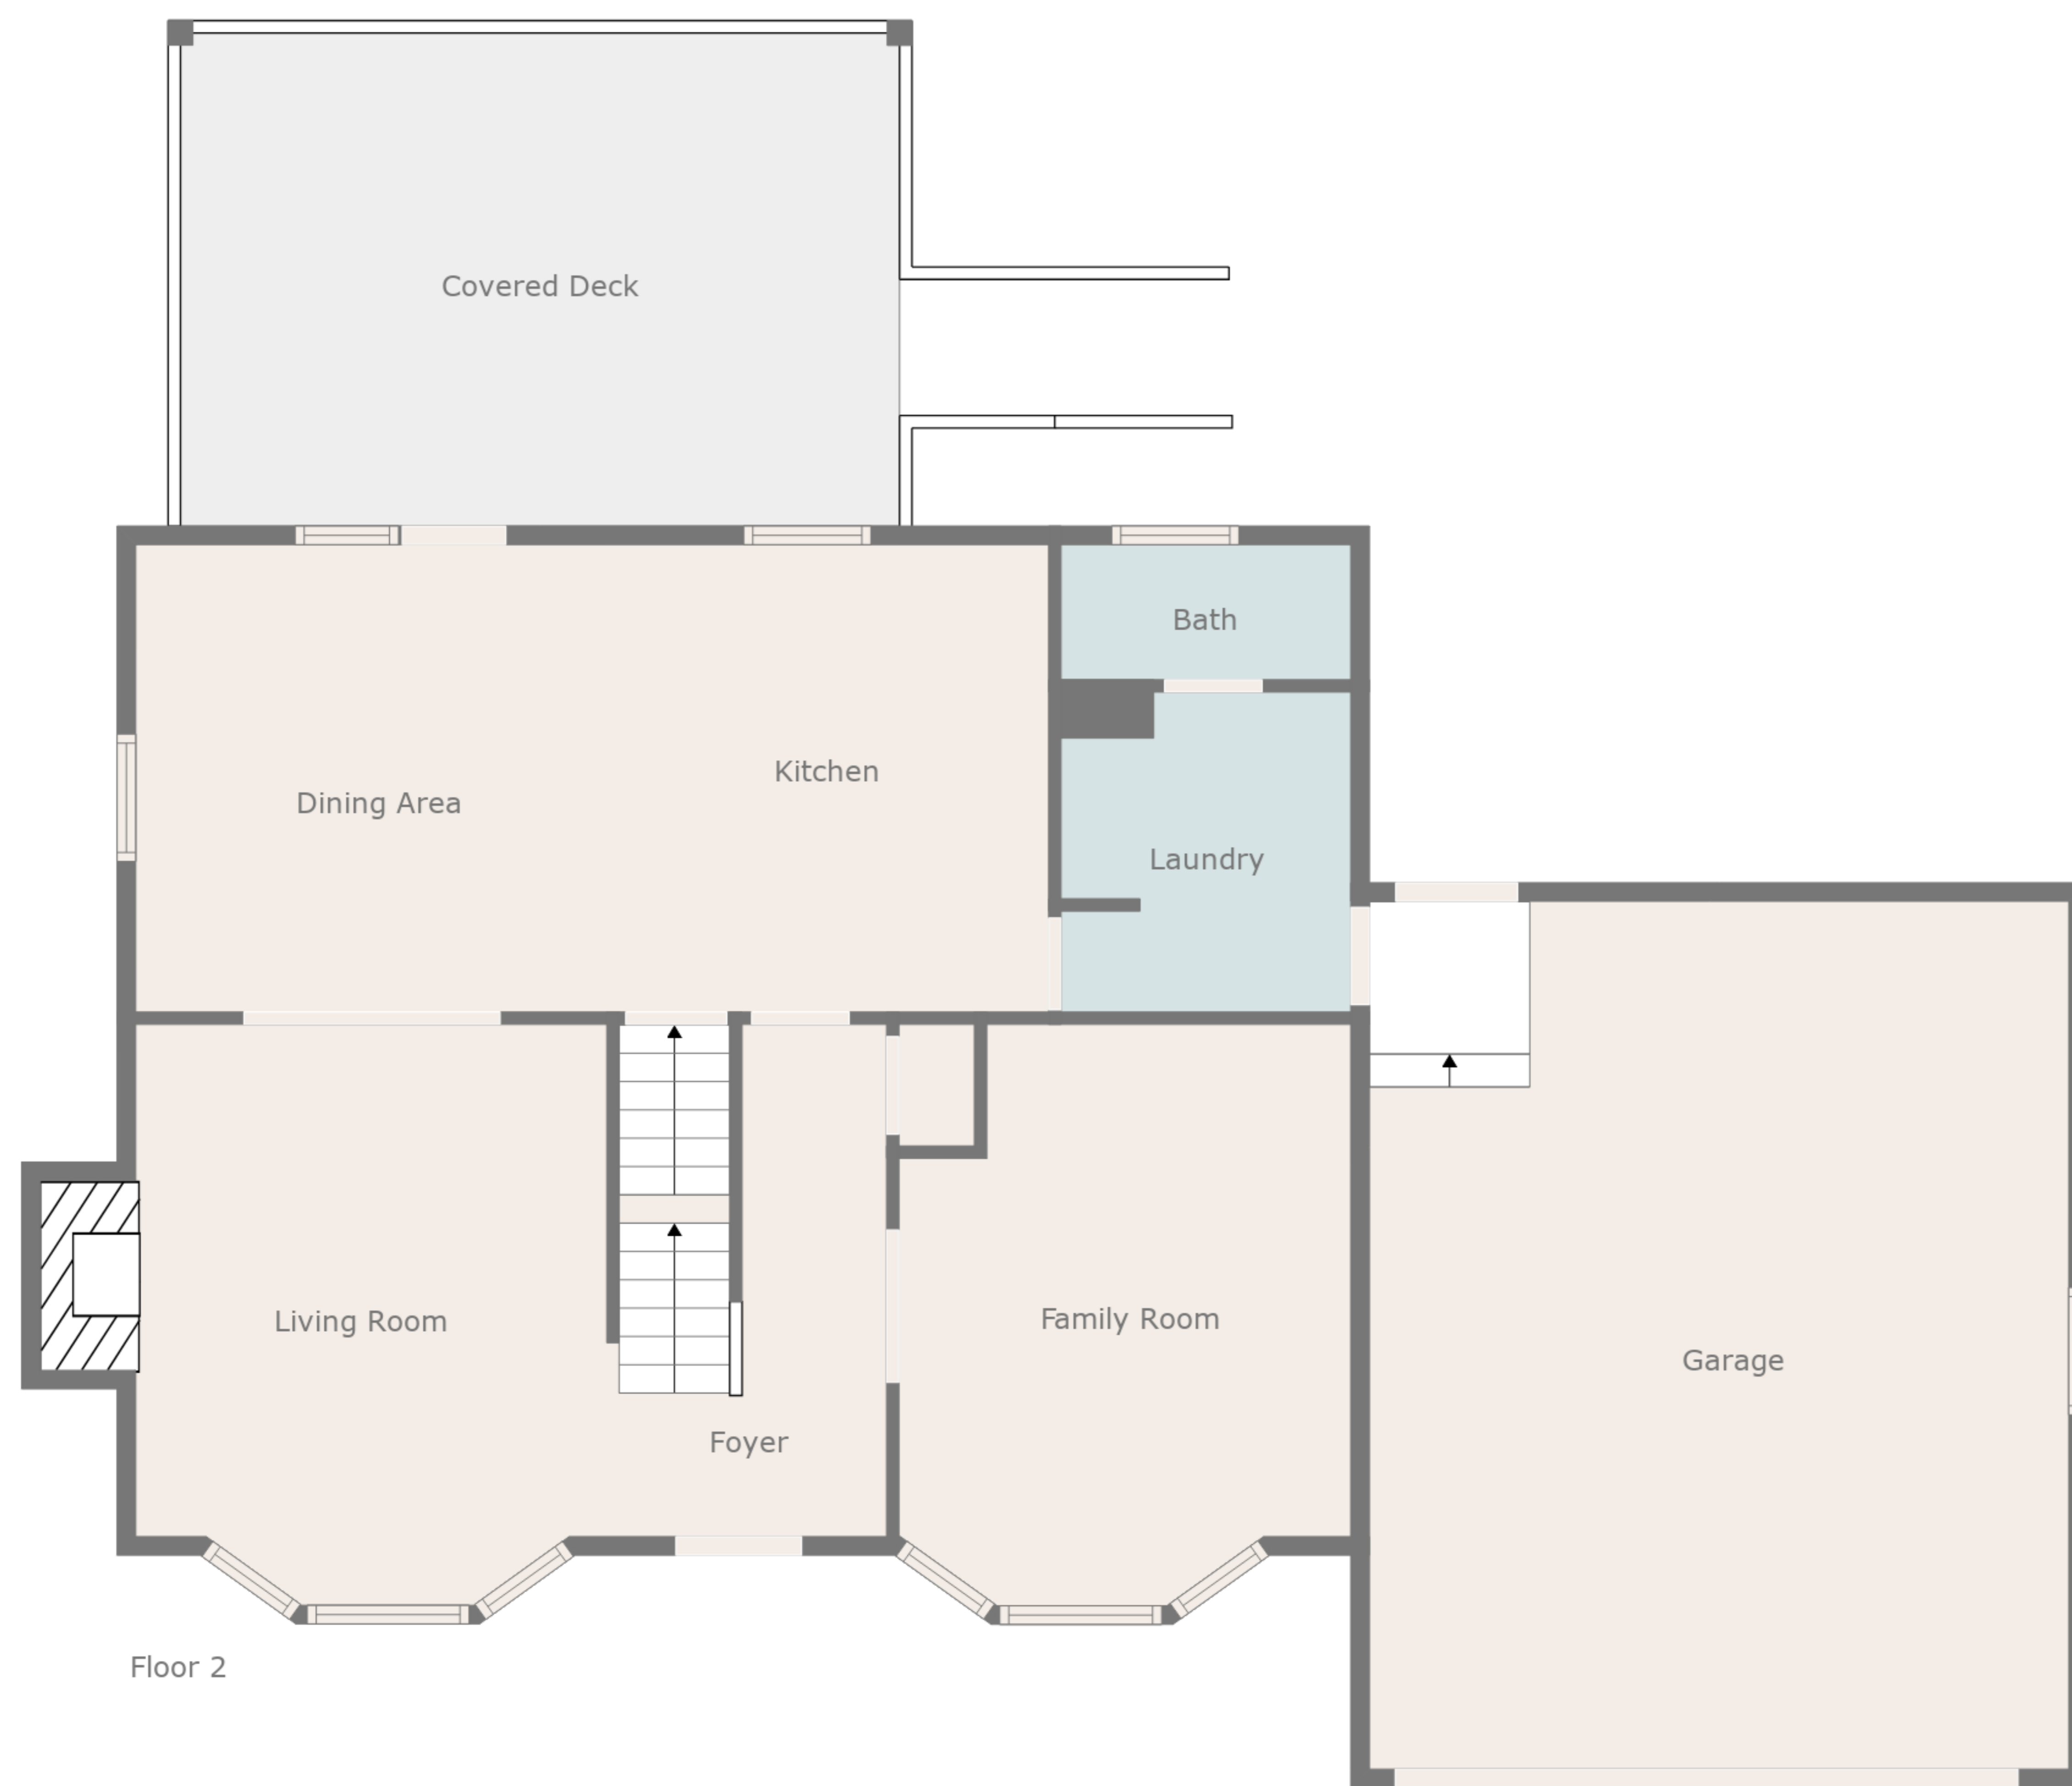 Covered Deck
Bath
Kitchen
Dining Area
Laundry
Living Room
Family Room
Garage
Foyer
Floor 2